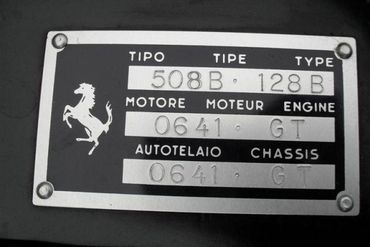 TIPO TIPE TYPE
508B · 128B
MOTORE MOTEUR ENGINE
0641 · GT
AUTOTELAIO CHASSIS
0641 · GT